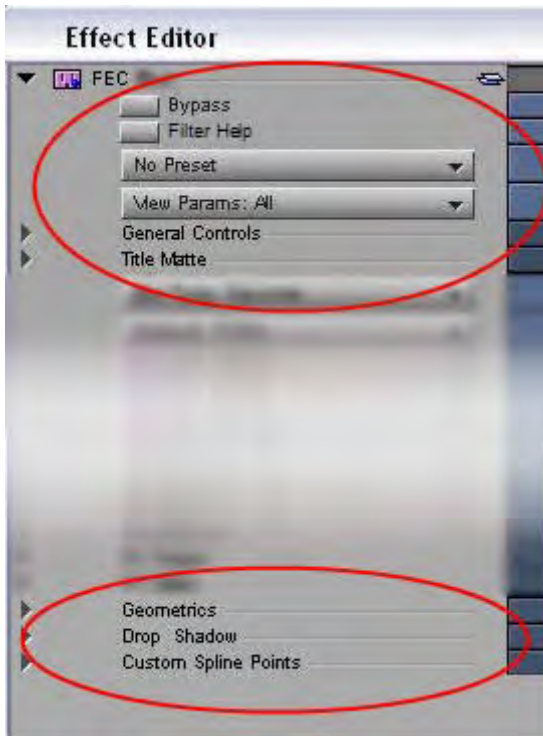 Effect Editor
FEC
Bypass
Filter Help
No Preset
View Params: All
General Controls
Title Matte
Geometrics
Drop Shadow
Custom Spline Points